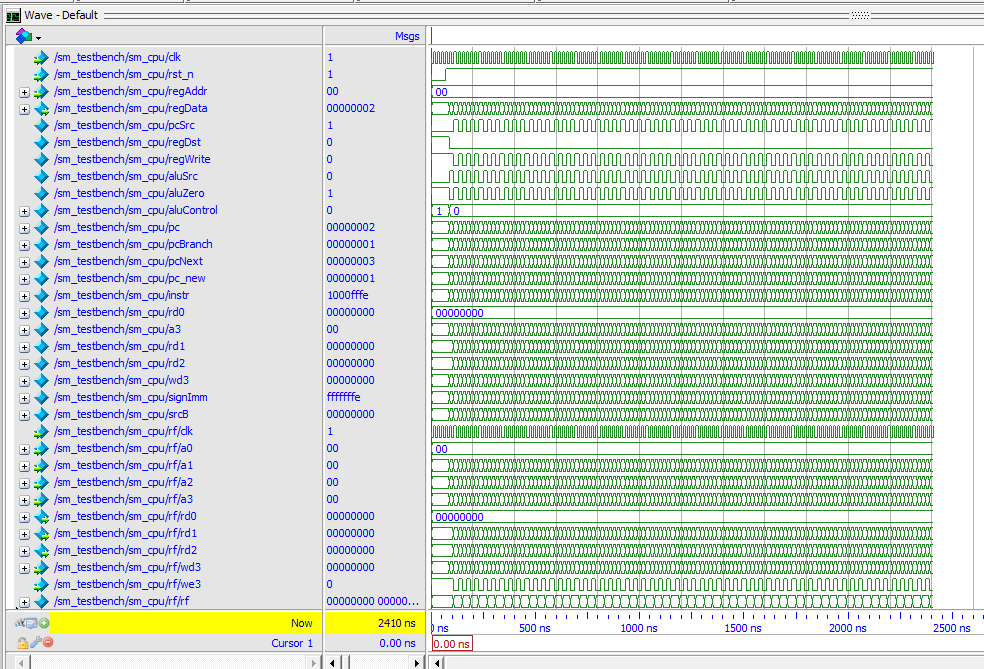 Wave - Default
Msgs
/sm_testbench/sm_cpu/clk 1
/sm_testbench/sm_cpu/rst_n 1
/sm_testbench/sm_cpu/regAddr 00 00
/sm_testbench/sm_cpu/regData 00000002
/sm_testbench/sm_cpu/pcSrc 1
/sm_testbench/sm_cpu/regDst 0
/sm_testbench/sm_cpu/regWrite 0
/sm_testbench/sm_cpu/aluSrc 0
/sm_testbench/sm_cpu/aluZero 1
/sm_testbench/sm_cpu/aluControl 0 1 0
/sm_testbench/sm_cpu/pc 00000002
/sm_testbench/sm_cpu/pcBranch 00000001
/sm_testbench/sm_cpu/pcNext 00000003
/sm_testbench/sm_cpu/pc_new 00000001
/sm_testbench/sm_cpu/instr 1000fffe
/sm_testbench/sm_cpu/rd0 00000000 00000000
/sm_testbench/sm_cpu/a3 00
/sm_testbench/sm_cpu/rd1 00000000
/sm_testbench/sm_cpu/rd2 00000000
/sm_testbench/sm_cpu/wd3 00000000
/sm_testbench/sm_cpu/signImm fffffffe
/sm_testbench/sm_cpu/srcB 00000000
/sm_testbench/sm_cpu/rf/clk 1
/sm_testbench/sm_cpu/rf/a0 00 00
/sm_testbench/sm_cpu/rf/a1 00
/sm_testbench/sm_cpu/rf/a2 00
/sm_testbench/sm_cpu/rf/a3 00
/sm_testbench/sm_cpu/rf/rd0 00000000 00000000
/sm_testbench/sm_cpu/rf/rd1 00000000
/sm_testbench/sm_cpu/rf/rd2 00000000
/sm_testbench/sm_cpu/rf/wd3 00000000
/sm_testbench/sm_cpu/rf/we3 0
/sm_testbench/sm_cpu/rf/rf 00000000 00000...
Now 2410 ns 0 ns 500 ns 1000 ns 1500 ns 2000 ns 2500 ns
Cursor 1 0.00 ns 0.00 ns